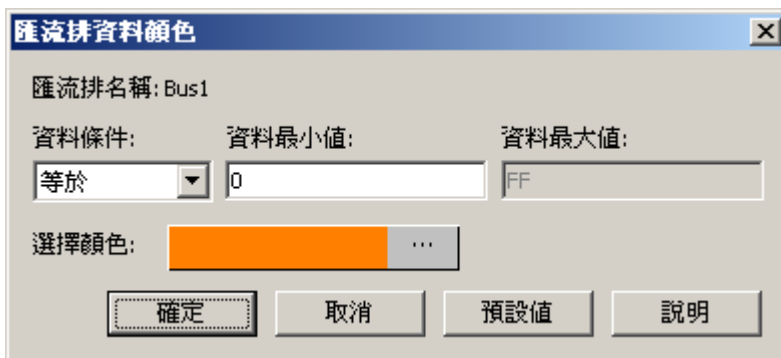 匯流排資料顏色
匯流排名稱: Bus1
資料條件: 資料最小值: 資料最大值:
等於 0 FF
選擇顏色: ...
確定 取消 預設值 說明